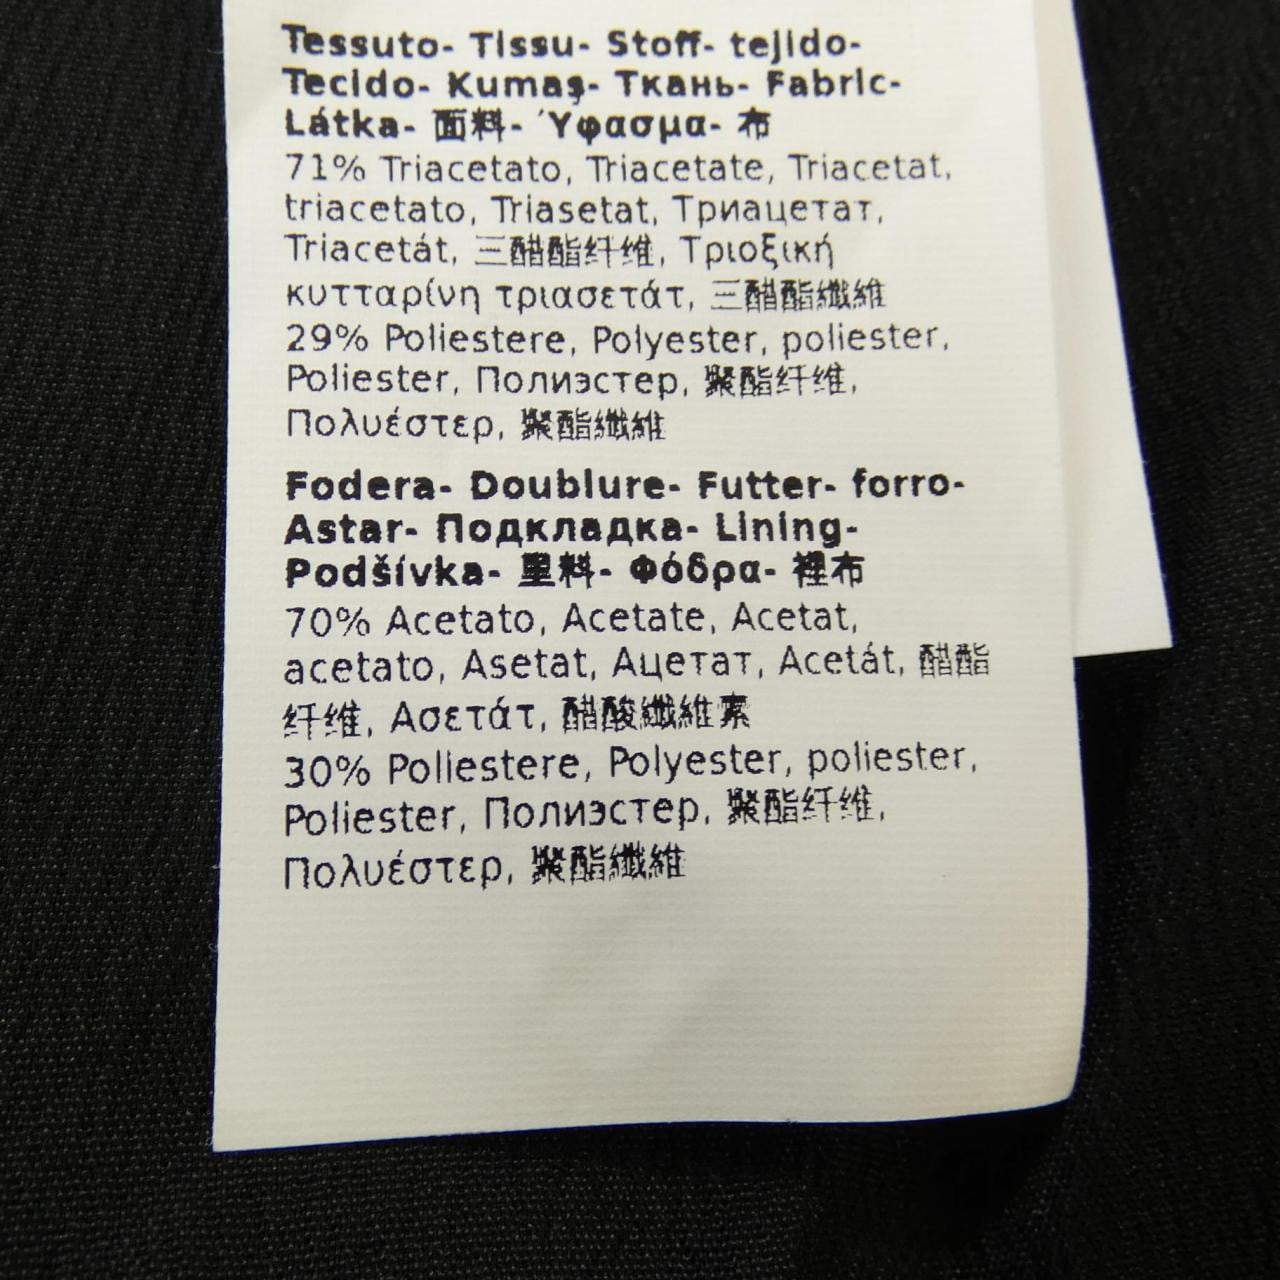 Tessuto- Tissu- Stoff- tejido-
Tecido- Kumaş- Ткань- Fabric-
Látka- 面料- Ύφασμα- 布
71% Triacetato, Triacetate, Triacetat,
triacetato, Triasetat, Триацетат,
Triacetát, 三醋酯纤维, Τριοξική
κυτταρίνη τριασετάτ, 三醋酯纖維
29% Poliestere, Polyester, poliester,
Poliester, Полиэстер, 聚酯纤维,
Πολυέστερ, 聚酯纖維
Fodera- Doublure- Futter- forro-
Astar- Подкладка- Lining-
Podšívka- 里料- Φόδρα- 裡布
70% Acetato, Acetate, Acetat,
acetato, Asetat, Ацетат, Acetát, 醋酯
纤维, Ασετάτ, 醋酸纖維素
30% Poliestere, Polyester, poliester,
Poliester, Полиэстер, 聚酯纤维,
Πολυέστερ, 聚酯纖維